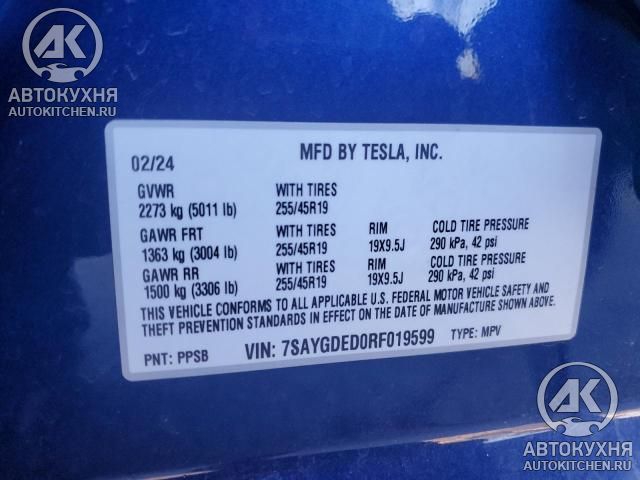 АВТОКУХНЯ
AUTOKITCHEN.RU
02/24 MFD BY TESLA, INC.
GVWR WITH TIRES
2273 kg (5011 lb) 255/45R19
GAWR FRT WITH TIRES RIM COLD TIRE PRESSURE
1363 kg (3004 lb) 255/45R19 19X9.5J 290 kPa, 42 psi
GAWR RR WITH TIRES RIM COLD TIRE PRESSURE
1500 kg (3306 lb) 255/45R19 19X9.5J 290 kPa, 42 psi
THIS VEHICLE CONFORMS TO ALL APPLICABLE U.S. FEDERAL MOTOR VEHICLE SAFETY AND
THEFT PREVENTION STANDARDS IN EFFECT ON THE DATE OF MANUFACTURE SHOWN ABOVE.
PNT: PPSB VIN: 7SAYGDED0RF019599 TYPE: MPV
АК
АВТОКУХНЯ
AUTOKITCHEN.RU